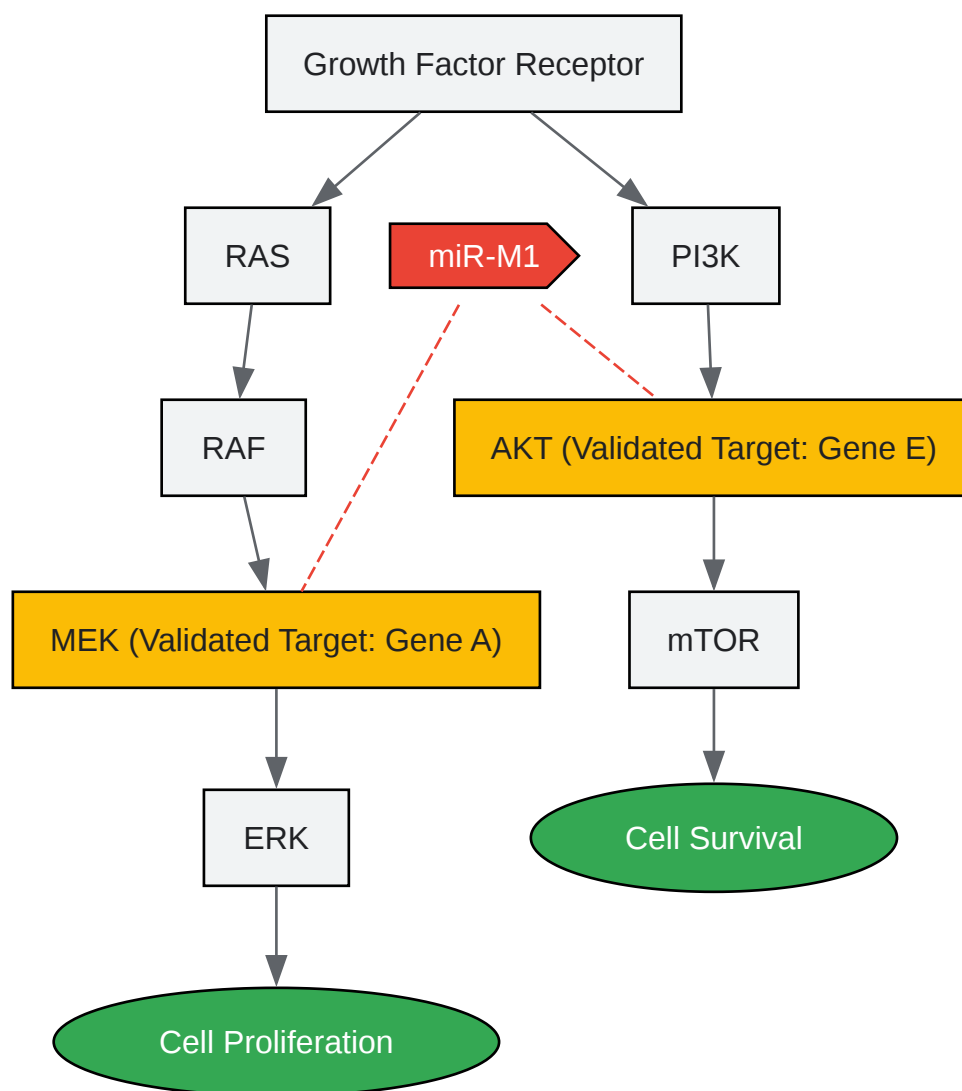 Growth Factor Receptor
RAS
miR-M1
PI3K
RAF
AKT (Validated Target: Gene E)
MEK (Validated Target: Gene A)
mTOR
ERK
Cell Survival
Cell Proliferation